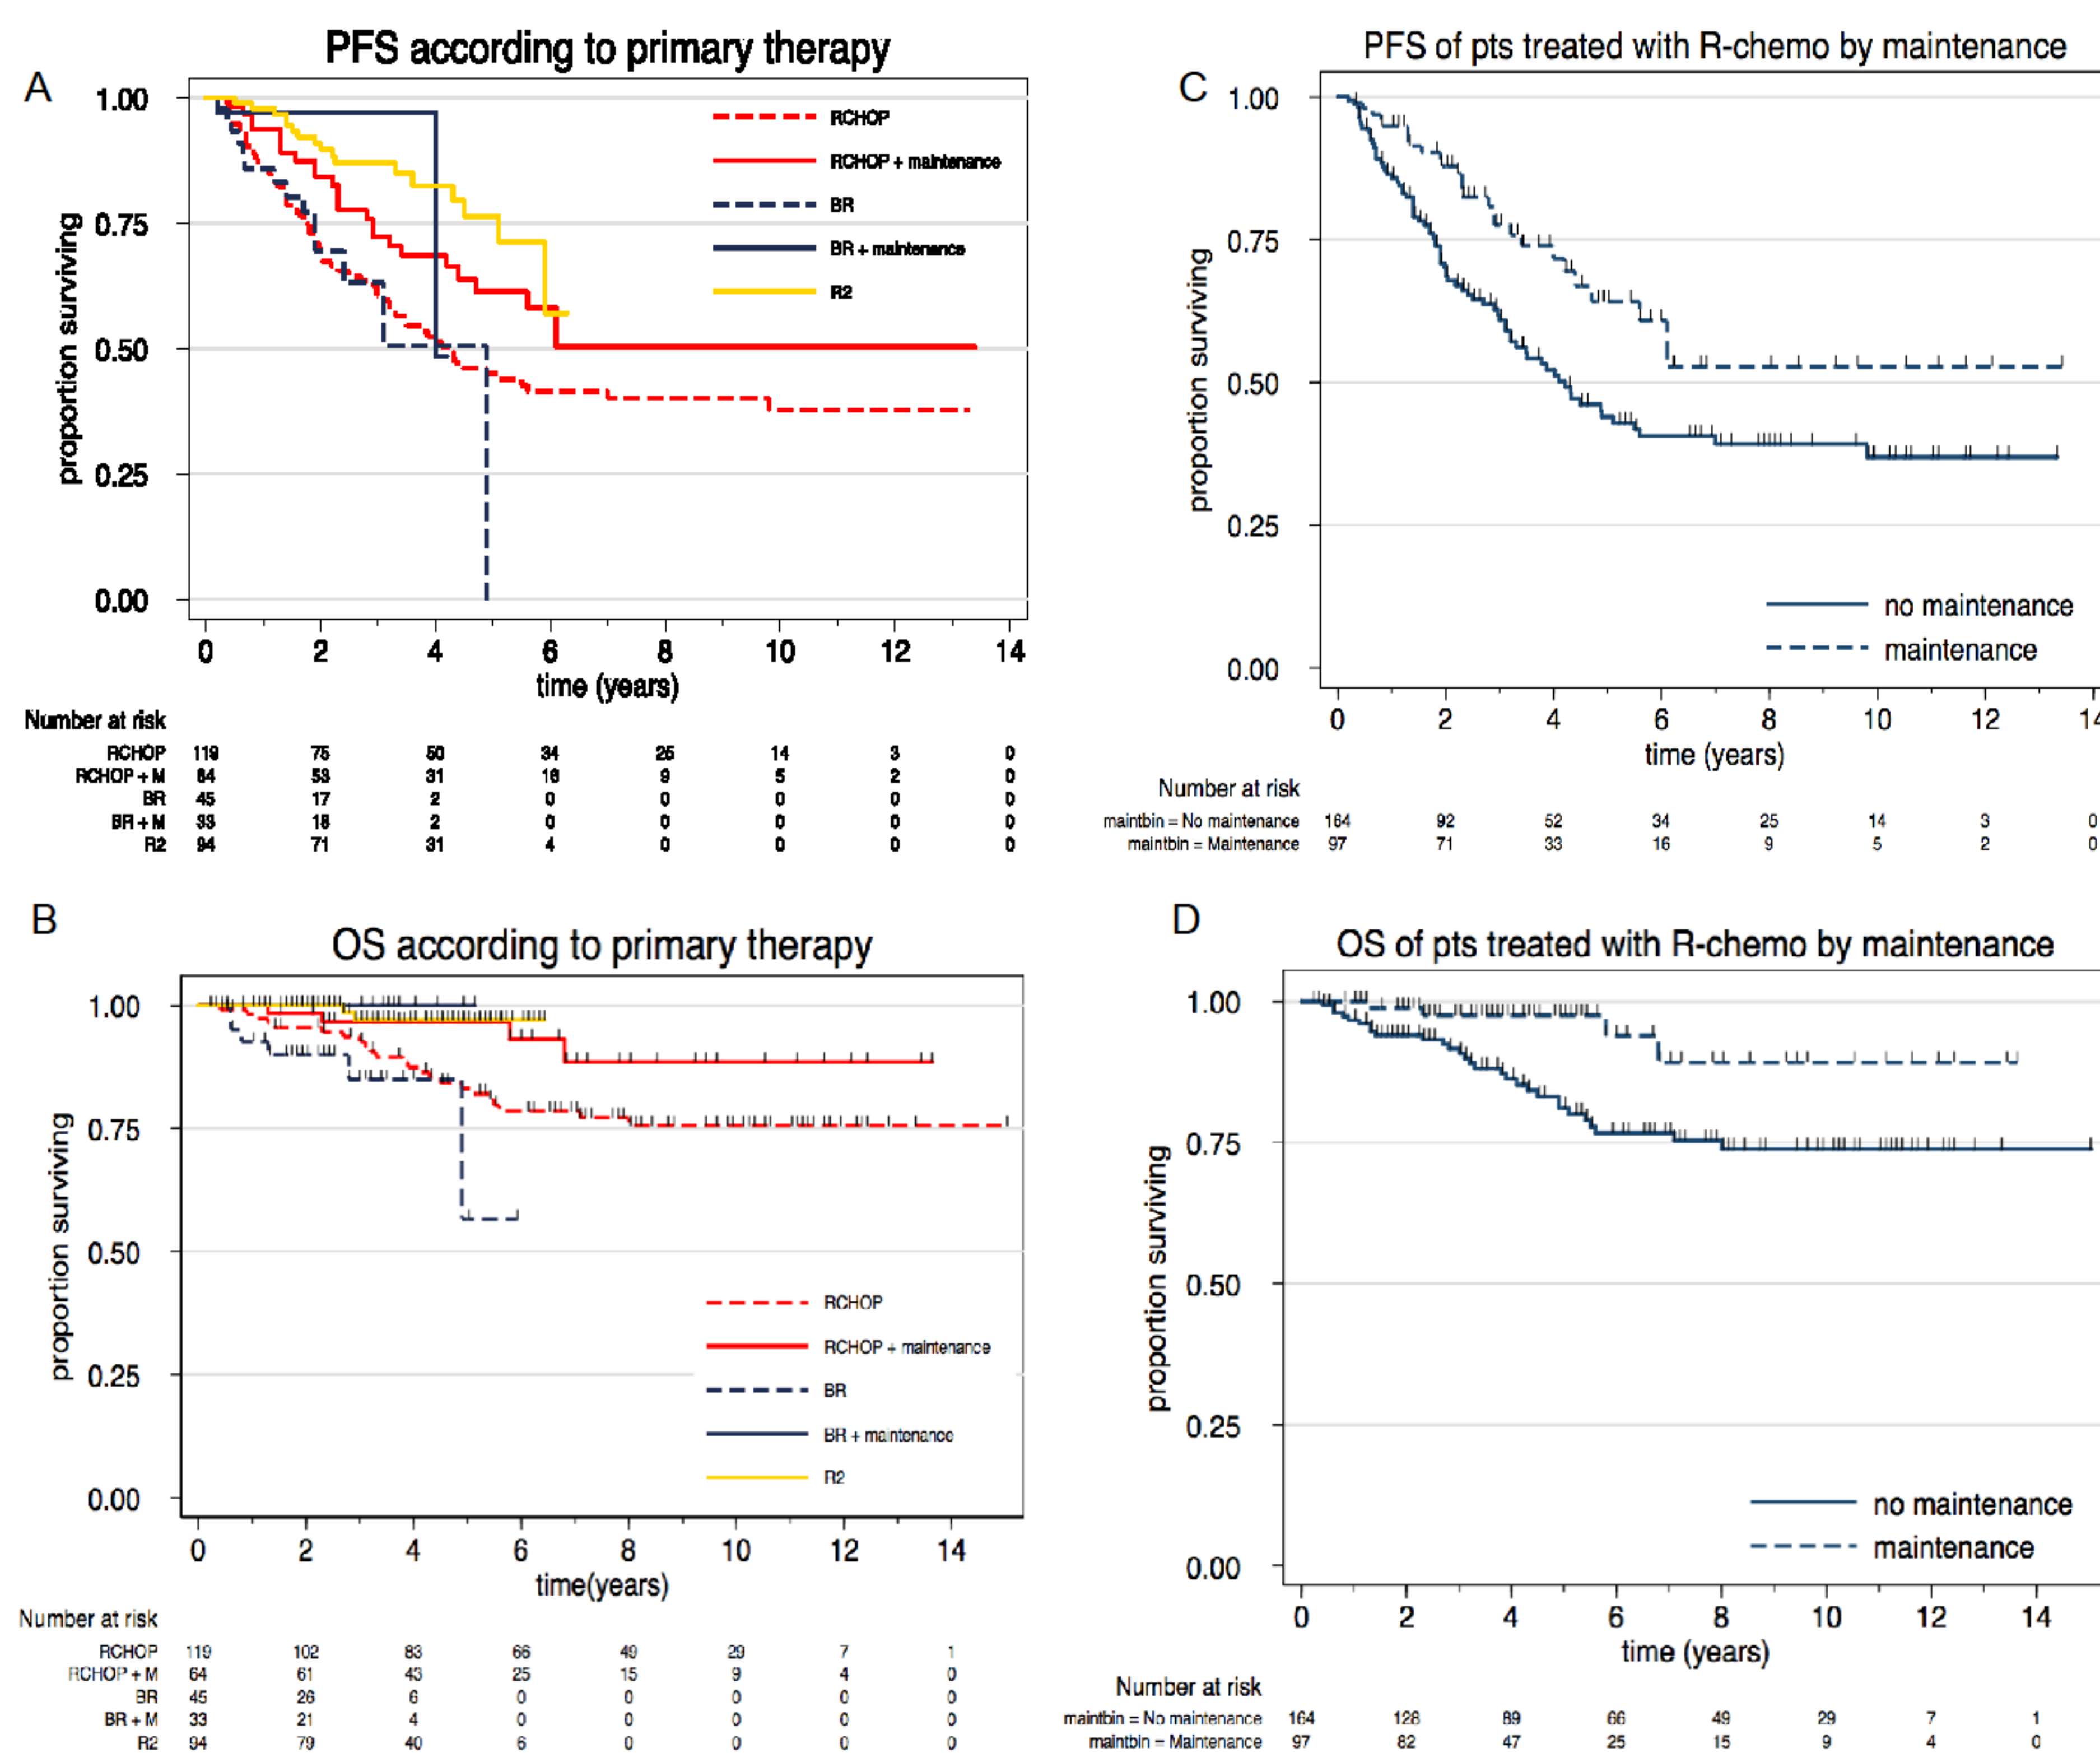 A
PFS according to primary therapy
1.00
0.75
0.50
0.25
0.00
proportion surviving
RCHOP
RCHOP + maintenance
BR
BR + maintenance
R2
0 2 4 6 8 10 12 14
time (years)
Number at risk
RCHOP 119 75 50 34 25 14 3 0
RCHOP + M 64 53 31 16 9 5 2 0
BR 45 17 2 0 0 0 0 0
BR + M 33 18 2 0 0 0 0 0
R2 94 71 31 4 0 0 0 0
C
PFS of pts treated with R-chemo by maintenance
1.00
0.75
0.50
0.25
0.00
proportion surviving
no maintenance
maintenance
0 2 4 6 8 10 12 14
time (years)
Number at risk
maintbin = No maintenance 164 92 52 34 25 14 3 0
maintbin = Maintenance 97 71 33 16 9 5 2 0
B
OS according to primary therapy
1.00
0.75
0.50
0.25
0.00
proportion surviving
RCHOP
RCHOP + maintenance
BR
BR + maintenance
R2
0 2 4 6 8 10 12 14
time(years)
Number at risk
RCHOP 119 102 83 66 49 29 7 1
RCHOP + M 64 61 43 25 15 9 4 0
BR 45 26 6 0 0 0 0 0
BR + M 33 21 4 0 0 0 0 0
R2 94 79 40 6 0 0 0 0
D
OS of pts treated with R-chemo by maintenance
1.00
0.75
0.50
0.25
0.00
proportion surviving
no maintenance
maintenance
0 2 4 6 8 10 12 14
time (years)
Number at risk
maintbin = No maintenance 164 128 89 66 49 29 7 1
maintbin = Maintenance 97 82 47 25 15 9 4 0